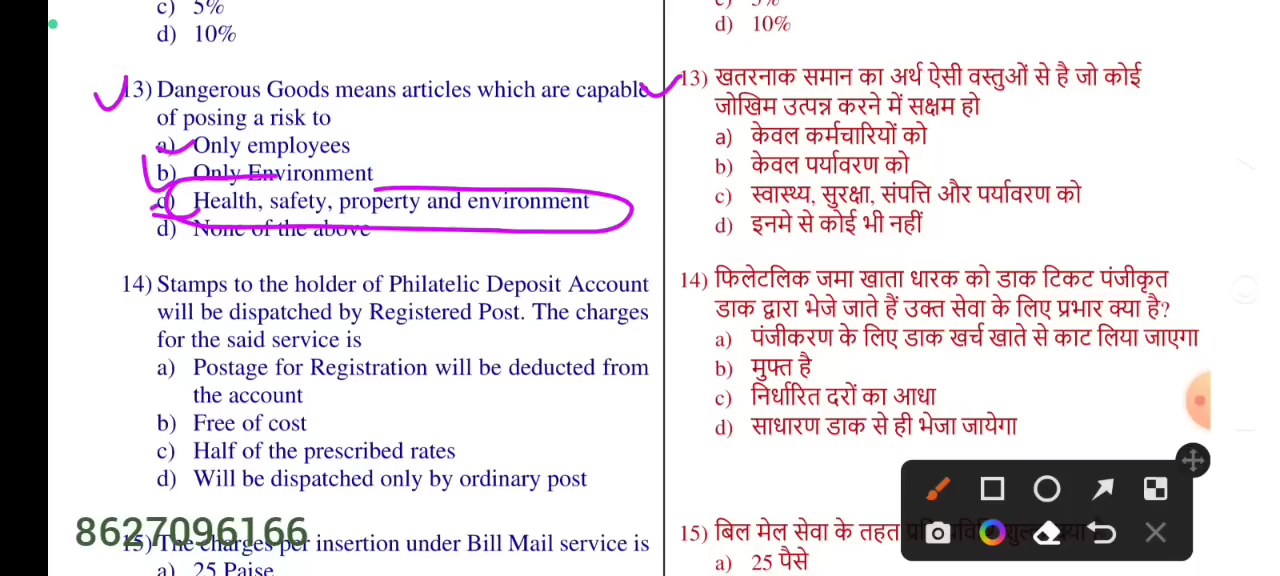 c) 5%
d) 10%
13) Dangerous Goods means articles which are capable
of posing a risk to
a) Only employees
b) Only Environment
c) Health, safety, property and environment
d) None of the above
14) Stamps to the holder of Philatelic Deposit Account
will be dispatched by Registered Post. The charges
for the said service is
a) Postage for Registration will be deducted from
the account
b) Free of cost
c) Half of the prescribed rates
d) Will be dispatched only by ordinary post
8627096166
15) The charges per insertion under Bill Mail service is
a) 25 Paise
c) 5%
d) 10%
13) खतरनाक समान का अर्थ ऐसी वस्तुओं से है जो कोई
जोखिम उत्पन्न करने में सक्षम हो
a) केवल कर्मचारियों को
b) केवल पर्यावरण को
c) स्वास्थ्य, सुरक्षा, संपत्ति और पर्यावरण को
d) इनमे से कोई भी नहीं
14) फिलेटलिक जमा खाता धारक को डाक टिकट पंजीकृत
डाक द्वारा भेजे जाते हैं उक्त सेवा के लिए प्रभार क्या है?
a) पंजीकरण के लिए डाक खर्च खाते से काट लिया जाएगा
b) मुफ्त है
c) निर्धारित दरों का आधा
d) साधारण डाक से ही भेजा जायेगा
15) बिल मेल सेवा के तहत
a) 25 पैसे